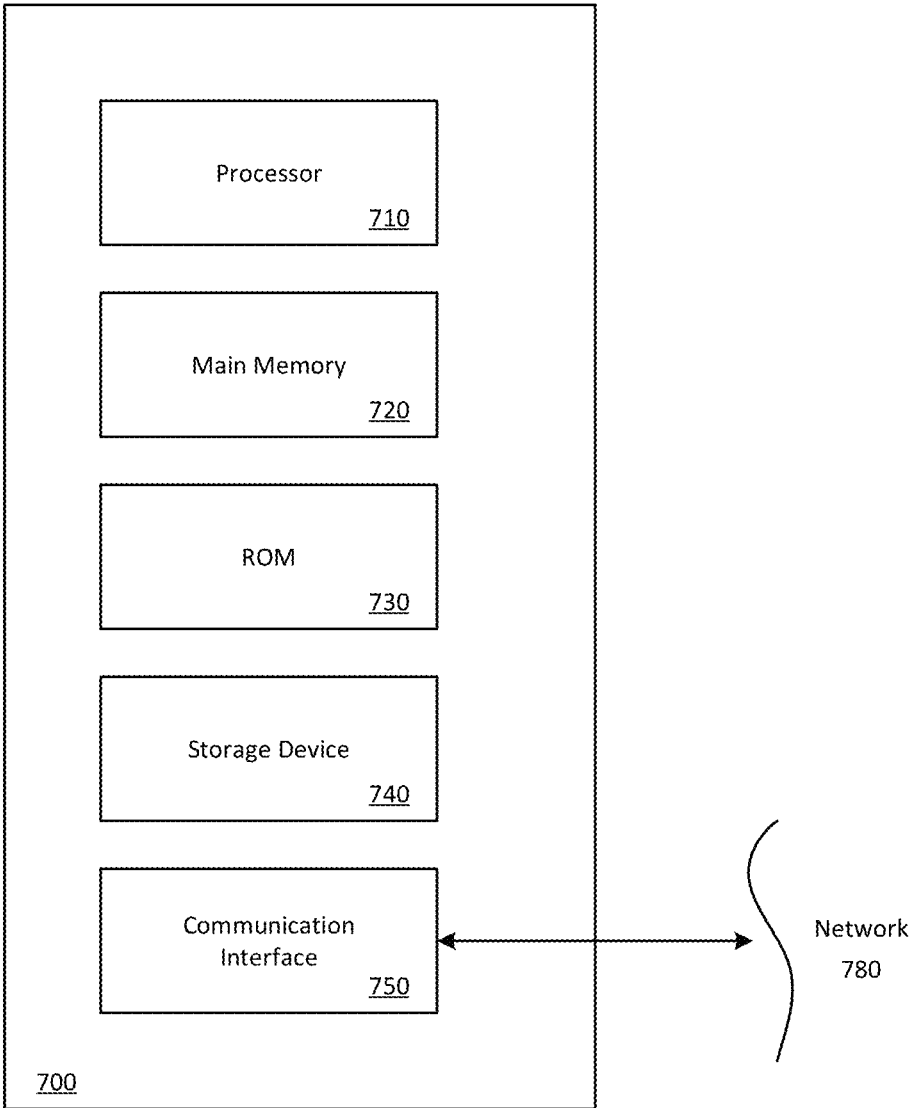 Processor
710
Main Memory
720
ROM
730
Storage Device
740
Communication
Interface
750
Network
780
700